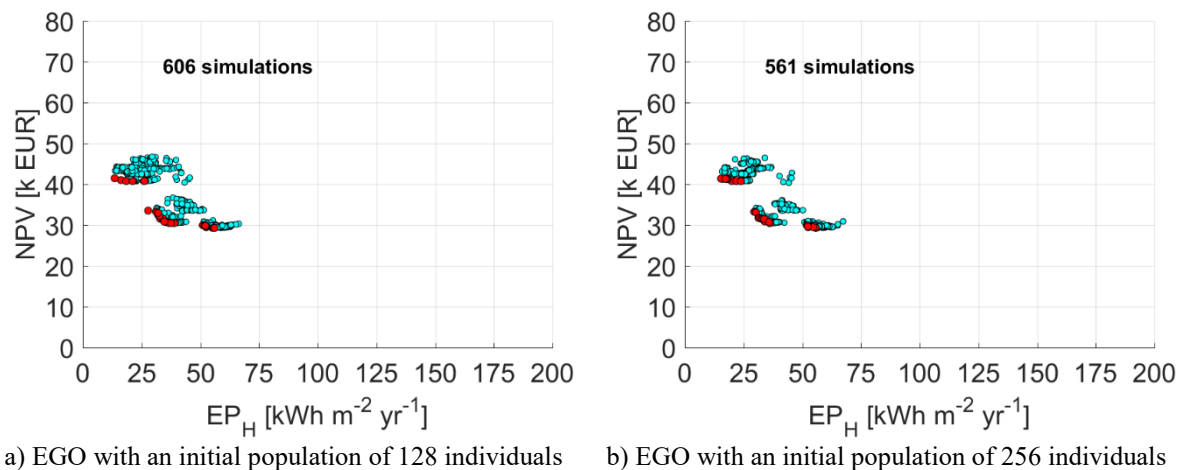 80
70
60
50
40
30
20
10
0
NPV [k EUR]
606 simulations
0 25 50 75 100 125 150 175 200
EP_H [kWh m⁻² yr⁻¹]
a) EGO with an initial population of 128 individuals
80
70
60
50
40
30
20
10
0
NPV [k EUR]
561 simulations
0 25 50 75 100 125 150 175 200
EP_H [kWh m⁻² yr⁻¹]
b) EGO with an initial population of 256 individuals